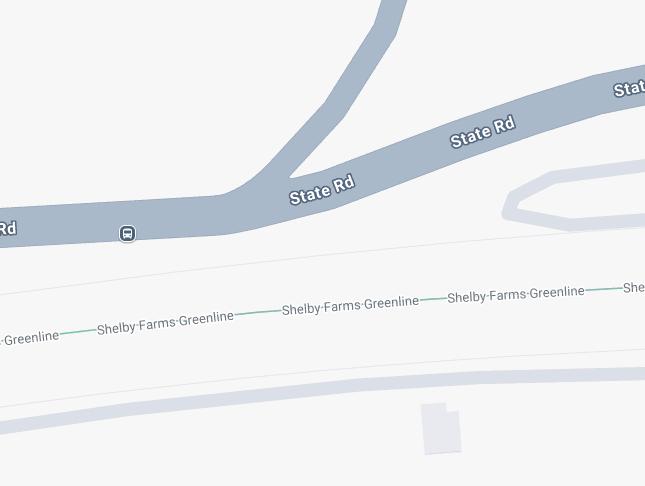 Stat
State Rd
State Rd
Rd
Shelby Farms Greenline
Shelby Farms Greenline
Shelby Farms Greenline
She
Greenline